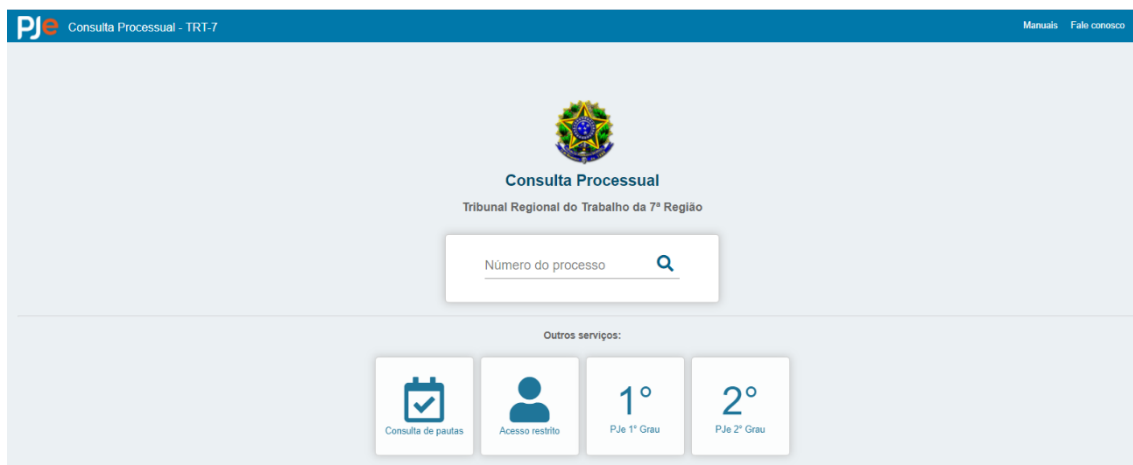 PJe Consulta Processual - TRT-7 Manuais Fale conosco
Consulta Processual
Tribunal Regional do Trabalho da 7ª Região
Número do processo
Outros serviços:
1° 2°
Consulta de pautas Acesso restrito PJe 1° Grau PJe 2° Grau